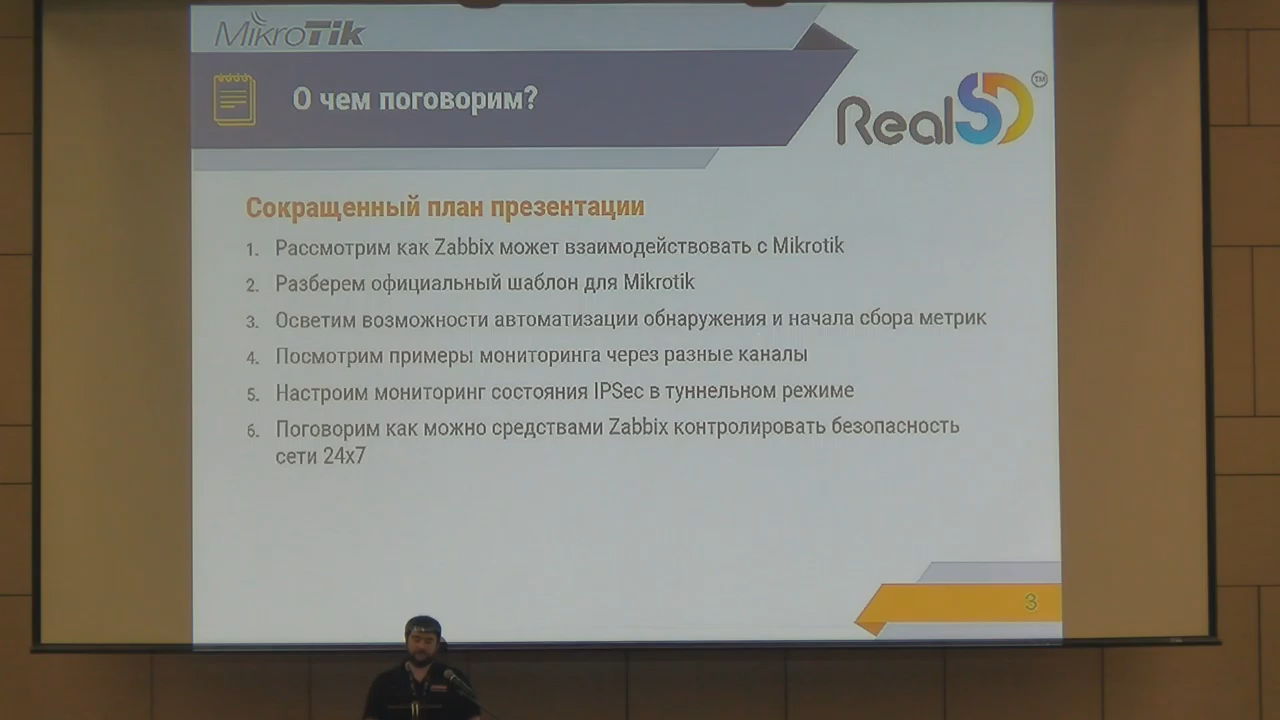 MikroTik
О чем поговорим?
RealSD TM
Сокращенный план презентации
1. Рассмотрим как Zabbix может взаимодействовать с Mikrotik
2. Разберем официальный шаблон для Mikrotik
3. Осветим возможности автоматизации обнаружения и начала сбора метрик
4. Посмотрим примеры мониторинга через разные каналы
5. Настроим мониторинг состояния IPSec в туннельном режиме
6. Поговорим как можно средствами Zabbix контролировать безопасность
сети 24x7
3